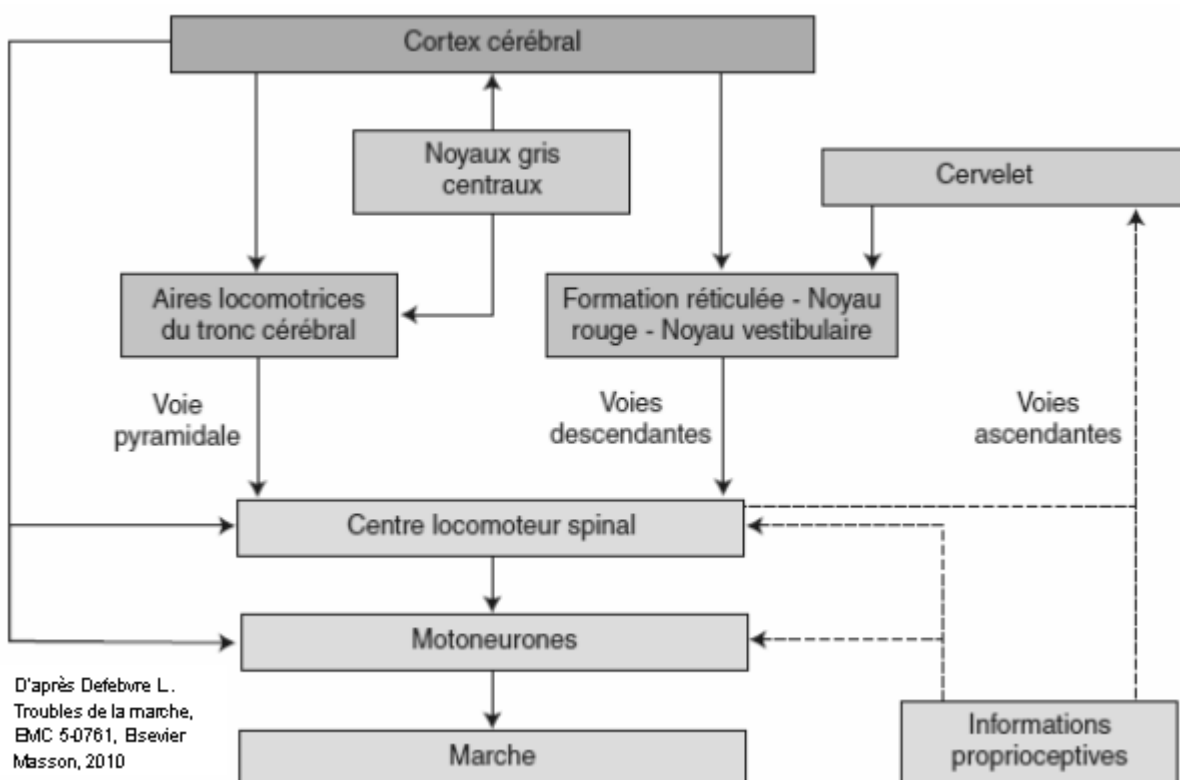 Cortex cérébral
Noyaux gris
centraux
Cervelet
Aires locomotrices
du tronc cérébral
Formation réticulée - Noyau
rouge - Noyau vestibulaire
Voie
pyramidale
Voies
descendantes
Voies
ascendantes
Centre locomoteur spinal
Motoneurones
D'après Defebvre L.
Troubles de la marche,
EMC 5-0761, Elsevier
Masson, 2010
Informations
proprioceptives
Marche